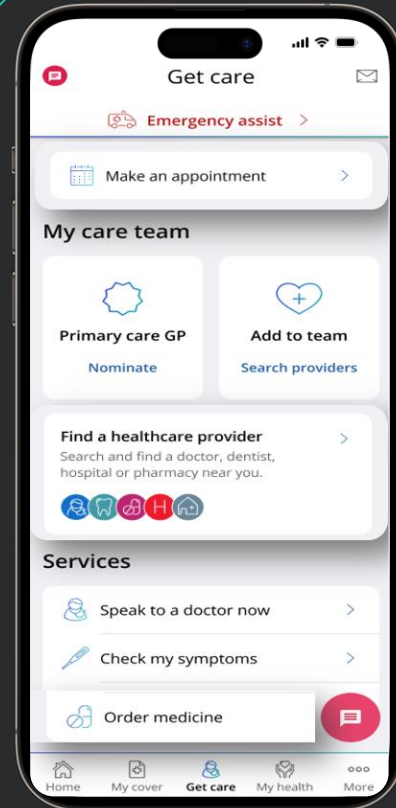 Get care
Emergency assist >
Make an appointment >
My care team
Primary care GP
Nominate
Add to team
Search providers
Find a healthcare provider >
Search and find a doctor, dentist,
hospital or pharmacy near you.
H
Services
Speak to a doctor now >
Check my symptoms >
Order medicine
Home My cover Get care My health More